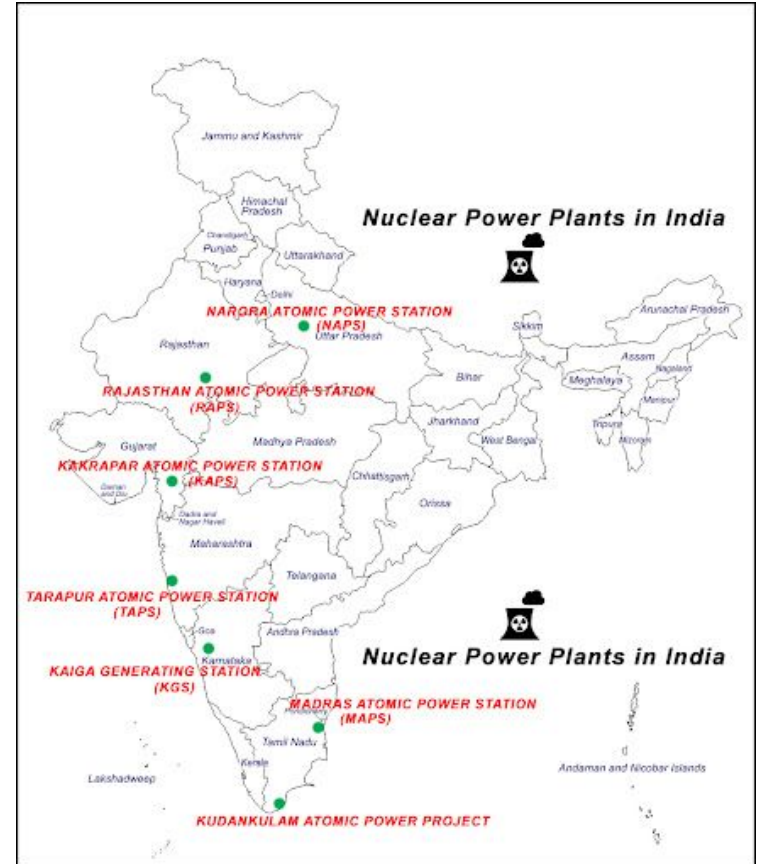 Jammu and Kashmir
Himachal
Pradesh
Chandigarh
Punjab
Uttarakhand
Haryana
Delhi
Nuclear Power Plants in India
NARGRA ATOMIC POWER STATION
(NAPS)
Uttar Pradesh
Rajasthan
Sikkim
Arunachal Pradesh
Assam
Nagaland
Meghalaya
Manipur
Tripura
Mizoram
Bihar
RAJASTHAN ATOMIC POWER STATION
(RAPS)
Jharkhand
West Bengal
Gujarat
Madhya Pradesh
KAKRAPAR ATOMIC POWER STATION
(KAPS)
Chhattisgarh
Daman
and Diu
Orissa
Dadra and
Nagar Haveli
Maharashtra
Telangana
TARAPUR ATOMIC POWER STATION
(TAPS)
Goa
Andhra Pradesh
Karnataka
KAIGA GENERATING STATION
(KGS)
Nuclear Power Plants in India
MADRAS ATOMIC POWER STATION
(MAPS)
Tamil Nadu
Kerala
Lakshadweep
Andaman and Nicobar Islands
KUDANKULAM ATOMIC POWER PROJECT